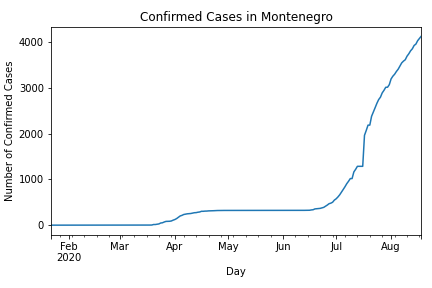 Confirmed Cases in Montenegro
Number of Confirmed Cases
4000
3000
2000
1000
0
Feb Mar Apr May Jun Jul Aug
2020
Day